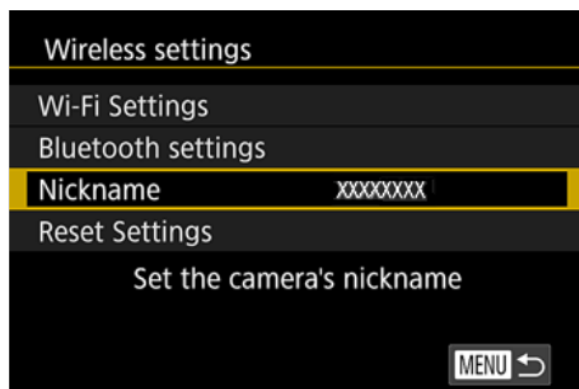 Wireless settings
Wi-Fi Settings
Bluetooth settings
Nickname XXXXXXXX
Reset Settings
Set the camera's nickname
MENU